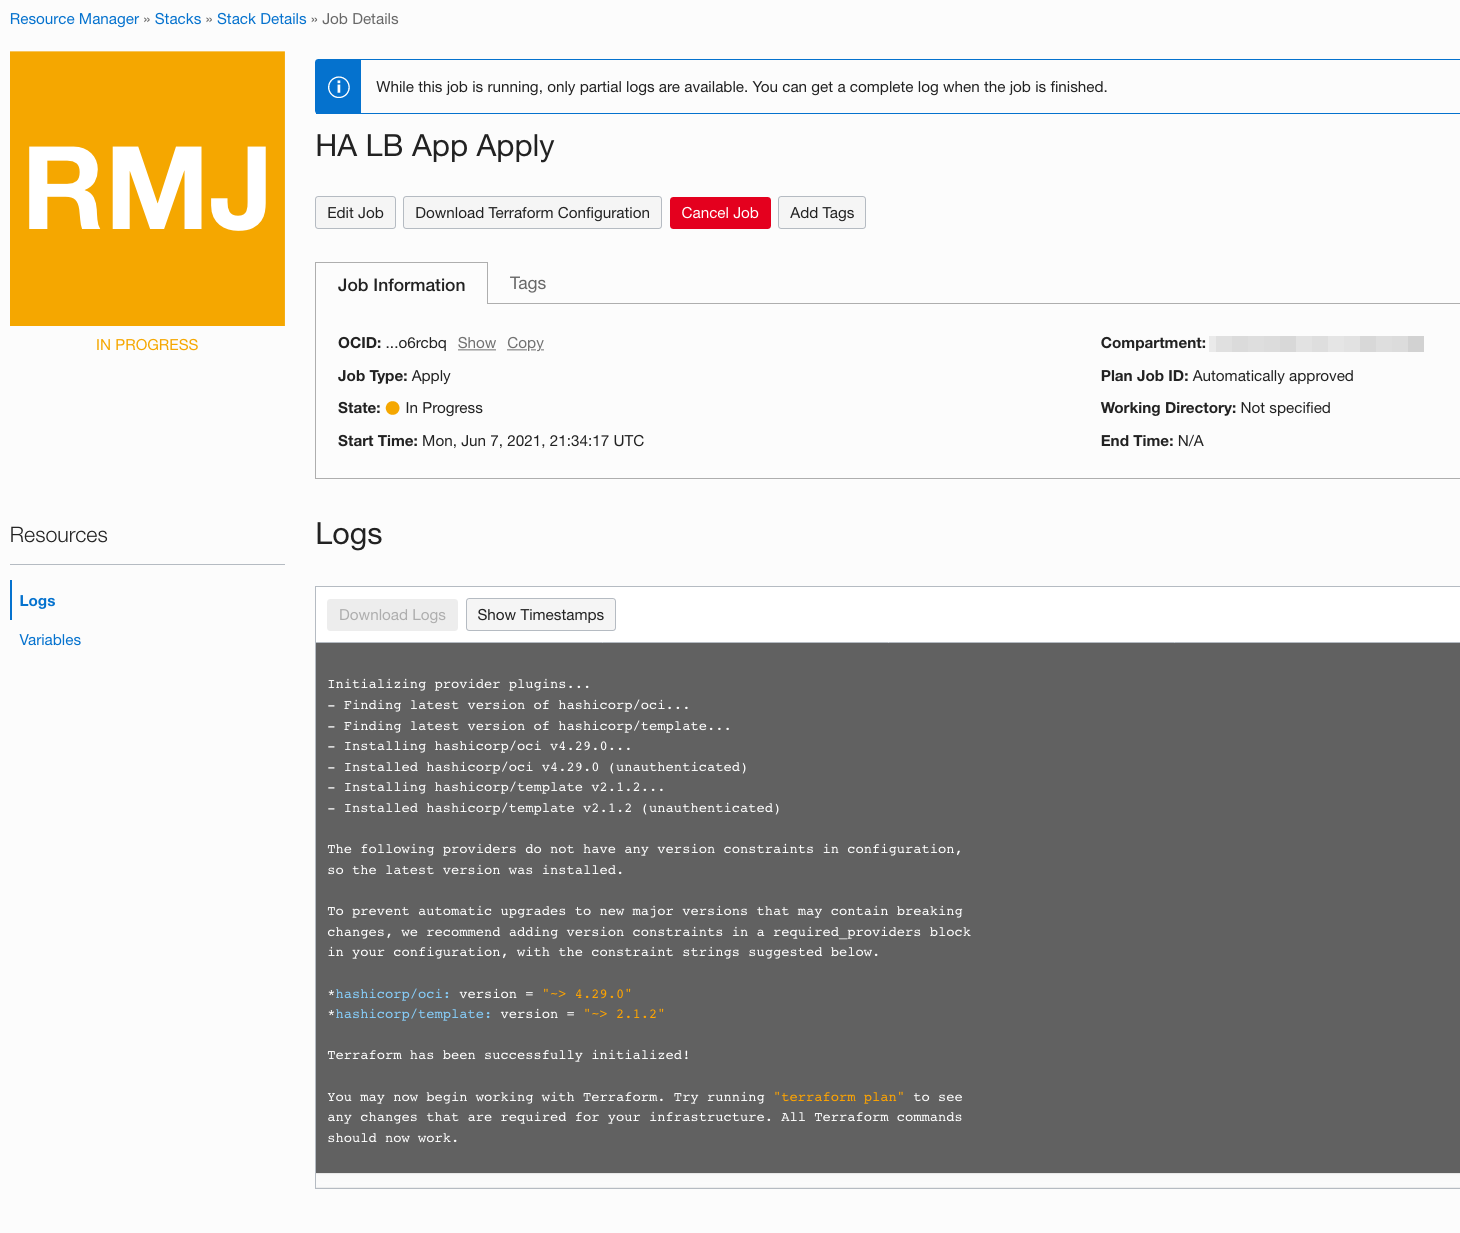 Resource Manager » Stacks » Stack Details » Job Details
RMJ
IN PROGRESS
While this job is running, only partial logs are available. You can get a complete log when the job is finished.
HA LB App Apply
Edit Job
Download Terraform Configuration
Cancel Job
Add Tags
Job Information
Tags
OCID: ...o6rcbq Show Copy
Job Type: Apply
State: In Progress
Start Time: Mon, Jun 7, 2021, 21:34:17 UTC
Compartment:
Plan Job ID: Automatically approved
Working Directory: Not specified
End Time: N/A
Resources
Logs
Variables
Logs
Download Logs
Show Timestamps
Initializing provider plugins...
- Finding latest version of hashicorp/oci...
- Finding latest version of hashicorp/template...
- Installing hashicorp/oci v4.29.0...
- Installed hashicorp/oci v4.29.0 (unauthenticated)
- Installing hashicorp/template v2.1.2...
- Installed hashicorp/template v2.1.2 (unauthenticated)
The following providers do not have any version constraints in configuration,
so the latest version was installed.
To prevent automatic upgrades to new major versions that may contain breaking
changes, we recommend adding version constraints in a required_providers block
in your configuration, with the constraint strings suggested below.
*hashicorp/oci: version = "~> 4.29.0"
*hashicorp/template: version = "~> 2.1.2"
Terraform has been successfully initialized!
You may now begin working with Terraform. Try running "terraform plan" to see
any changes that are required for your infrastructure. All Terraform commands
should now work.